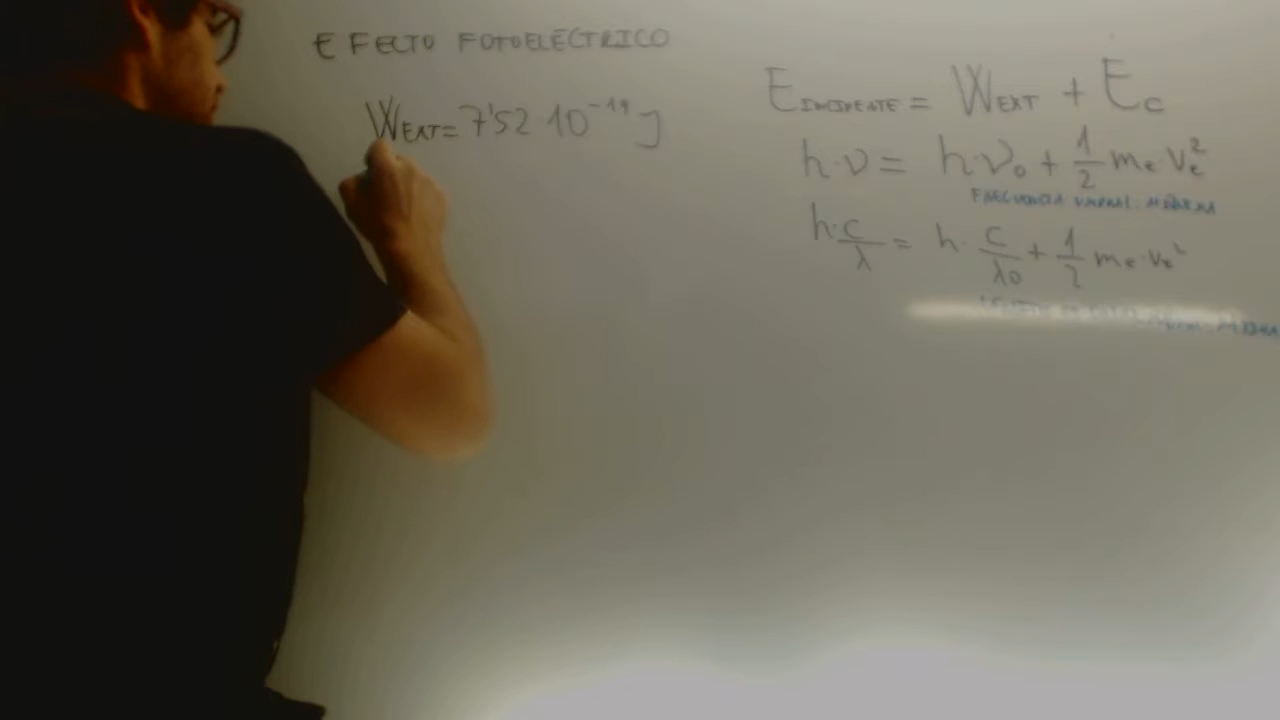 EFECTO FOTOELÉCTRICO
WEXT = 7'52 10⁻¹⁹ J
EINCIDENTE = WEXT + Ec
h·ν = h·ν₀ + 1/2 mₑ vₑ²
FRECUENCIA UMBRAL MÍNIMA
h·c/λ = h·c/λ₀ + 1/2 mₑ·vₑ²